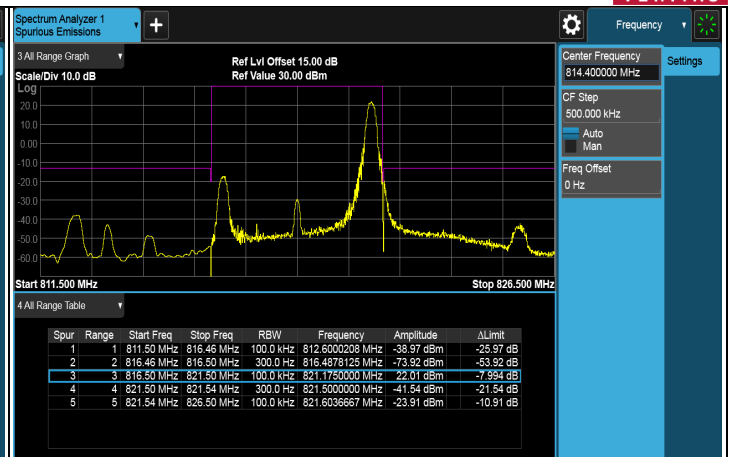 Spectrum Analyzer 1
Spurious Emissions
Frequency
3 All Range Graph
Ref Lvl Offset 15.00 dB
Scale/Div 10.0 dB
Ref Value 30.00 dBm
Log
20.0
10.0
0.00
-10.0
-20.0
-30.0
-40.0
-50.0
-60.0
Start 811.500 MHz
Stop 826.500 MHz
Center Frequency
814.400000 MHz
Settings
CF Step
500.000 kHz
Auto
Man
Freq Offset
0 Hz
4 All Range Table
Spur Range Start Freq Stop Freq RBW Frequency Amplitude ΔLimit
1 1 811.50 MHz 816.46 MHz 100.0 kHz 812.6000208 MHz -38.97 dBm -25.97 dB
2 2 816.46 MHz 816.50 MHz 300.0 Hz 816.4878125 MHz -73.92 dBm -53.92 dB
3 3 816.50 MHz 821.50 MHz 100.0 kHz 821.1750000 MHz 22.01 dBm -7.994 dB
4 4 821.50 MHz 821.54 MHz 300.0 Hz 821.5000000 MHz -41.54 dBm -21.54 dB
5 5 821.54 MHz 826.50 MHz 100.0 kHz 821.6036667 MHz -23.91 dBm -10.91 dB